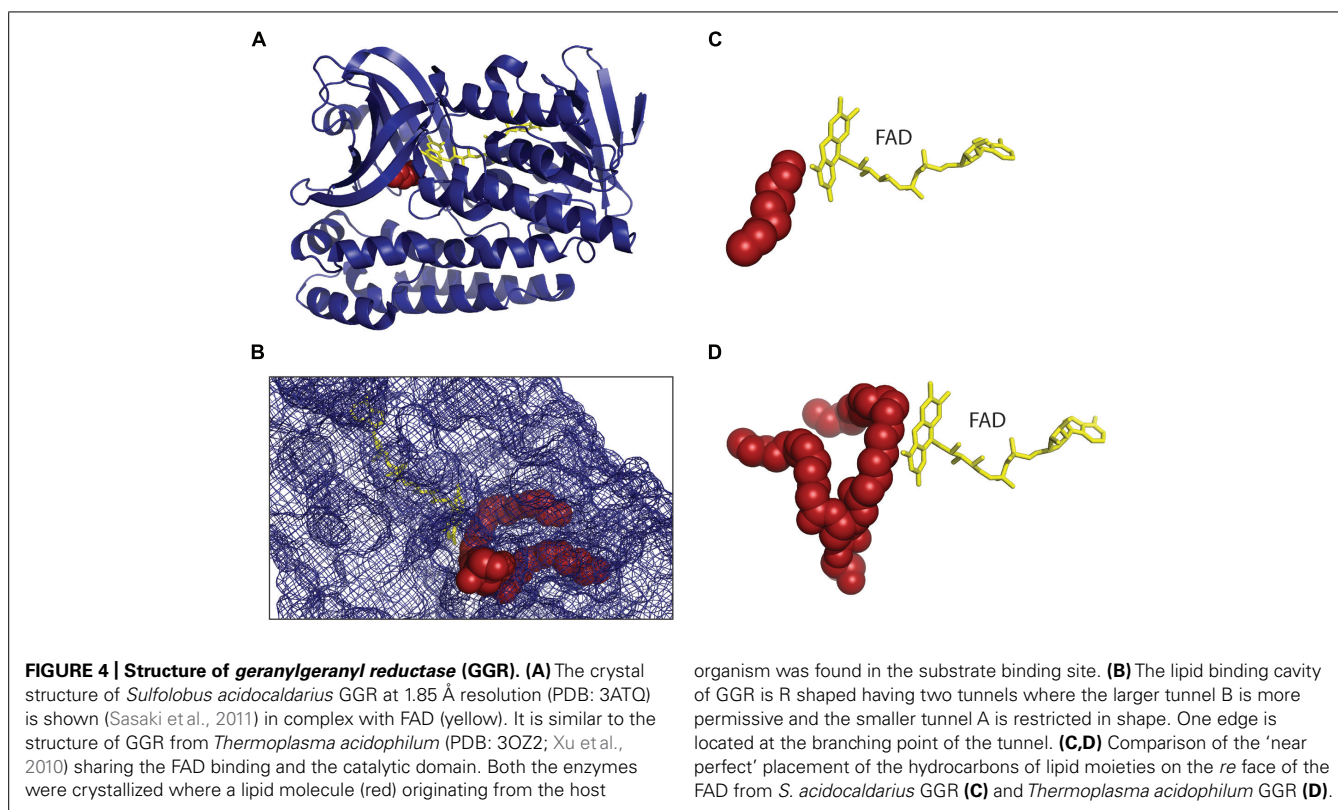 A
C
FAD
B
D
FAD
FIGURE 4 | Structure of geranylgeranyl reductase (GGR). (A) The crystal
structure of Sulfolobus acidocaldarius GGR at 1.85 Å resolution (PDB: 3ATQ)
is shown (Sasaki et al., 2011) in complex with FAD (yellow). It is similar to the
structure of GGR from Thermoplasma acidophilum (PDB: 3OZ2; Xu et al.,
2010) sharing the FAD binding and the catalytic domain. Both the enzymes
were crystallized where a lipid molecule (red) originating from the host
organism was found in the substrate binding site. (B) The lipid binding cavity
of GGR is R shaped having two tunnels where the larger tunnel B is more
permissive and the smaller tunnel A is restricted in shape. One edge is
located at the branching point of the tunnel. (C,D) Comparison of the ‘near
perfect’ placement of the hydrocarbons of lipid moieties on the re face of the
FAD from S. acidocaldarius GGR (C) and Thermoplasma acidophilum GGR (D).